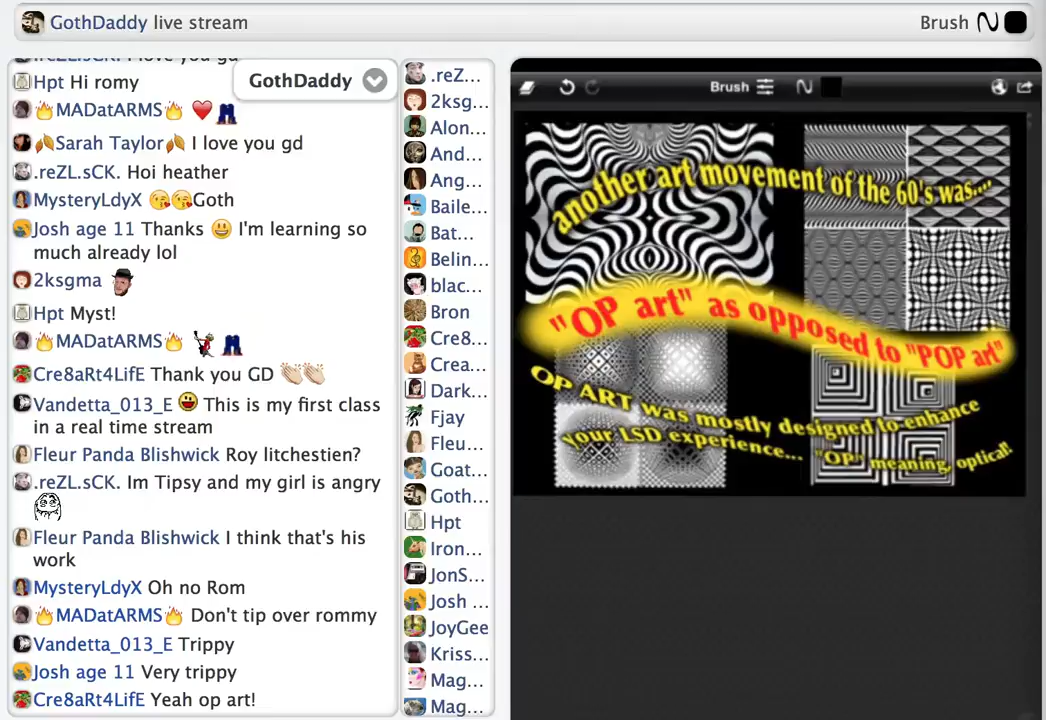 GothDaddy live stream
Brush
Hpt Hi romy
GothDaddy
MADatARMS
Sarah Taylor I love you gd
.reZL.sCK. Hoi heather
MysteryLdyX Goth
Josh age 11 Thanks I'm learning so
much already lol
2ksgma
Hpt Myst!
MADatARMS
Cre8aRt4LifE Thank you GD
Vandetta_013_E This is my first class
in a real time stream
Fleur Panda Blishwick Roy litchestien?
.reZL.sCK. Im Tipsy and my girl is angry
Fleur Panda Blishwick I think that's his
work
MysteryLdyX Oh no Rom
MADatARMS Don't tip over rommy
Vandetta_013_E Trippy
Josh age 11 Very trippy
Cre8aRt4LifE Yeah op art!
.reZ...
2ksg...
Alon...
And...
Ang...
Baile...
Bat...
Belin...
blac...
Bron
Cre8...
Crea...
Dark...
Fjay
Fleu...
Goat...
Goth...
Hpt
Iron...
JonS...
Josh ...
JoyGee
Kriss...
Mag...
Mag...
Brush
another art movement of the 60's was....
"OP art" as opposed to "POP art"
OP ART was mostly designed to enhance
your LSD experience... "OP" meaning, optical!